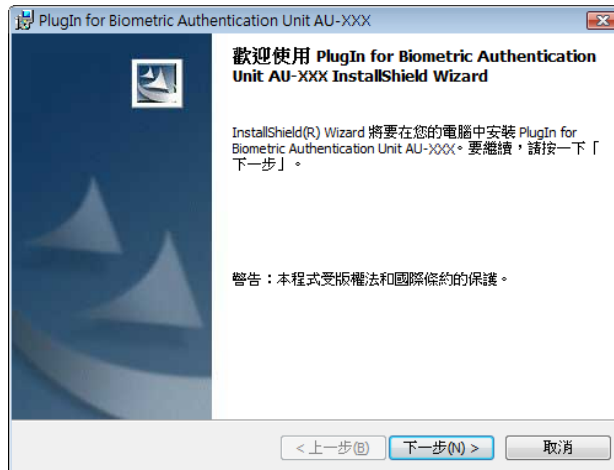 PlugIn for Biometric Authentication Unit AU-XXX
歡迎使用 PlugIn for Biometric Authentication
Unit AU-XXX InstallShield Wizard
InstallShield(R) Wizard 將要在您的電腦中安裝 PlugIn for
Biometric Authentication Unit AU-XXX。要繼續，請按一下「
下一步」。
警告：本程式受版權法和國際條約的保護。
< 上一步(B)
下一步(N) >
取消